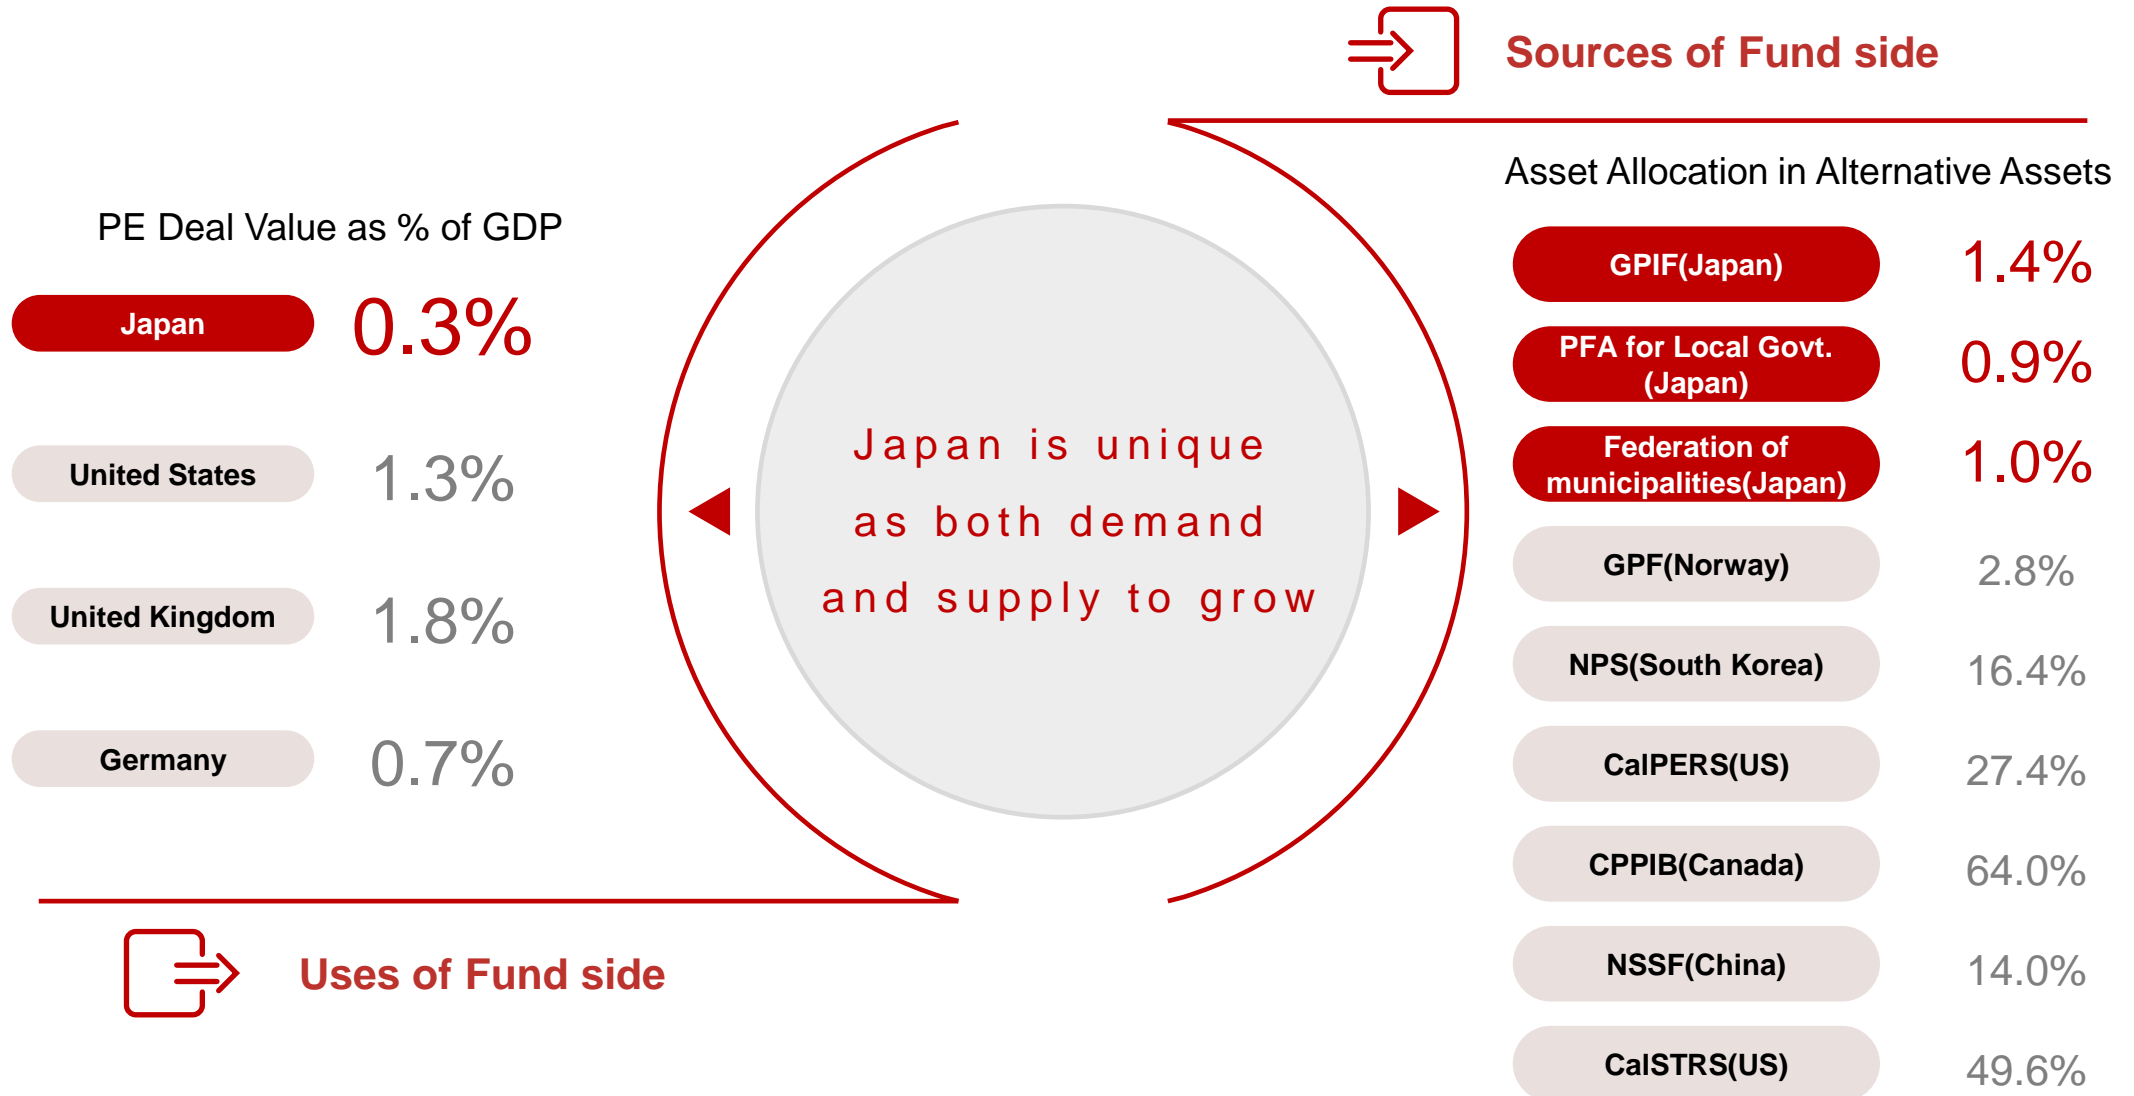 Sources of Fund side
PE Deal Value as % of GDP
Japan 0.3%
United States 1.3%
United Kingdom 1.8%
Germany 0.7%
Uses of Fund side
Japan is unique
as both demand
and supply to grow
Asset Allocation in Alternative Assets
GPIF(Japan) 1.4%
PFA for Local Govt.
(Japan) 0.9%
Federation of
municipalities(Japan) 1.0%
GPF(Norway) 2.8%
NPS(South Korea) 16.4%
CalPERS(US) 27.4%
CPPIB(Canada) 64.0%
NSSF(China) 14.0%
CalSTRS(US) 49.6%